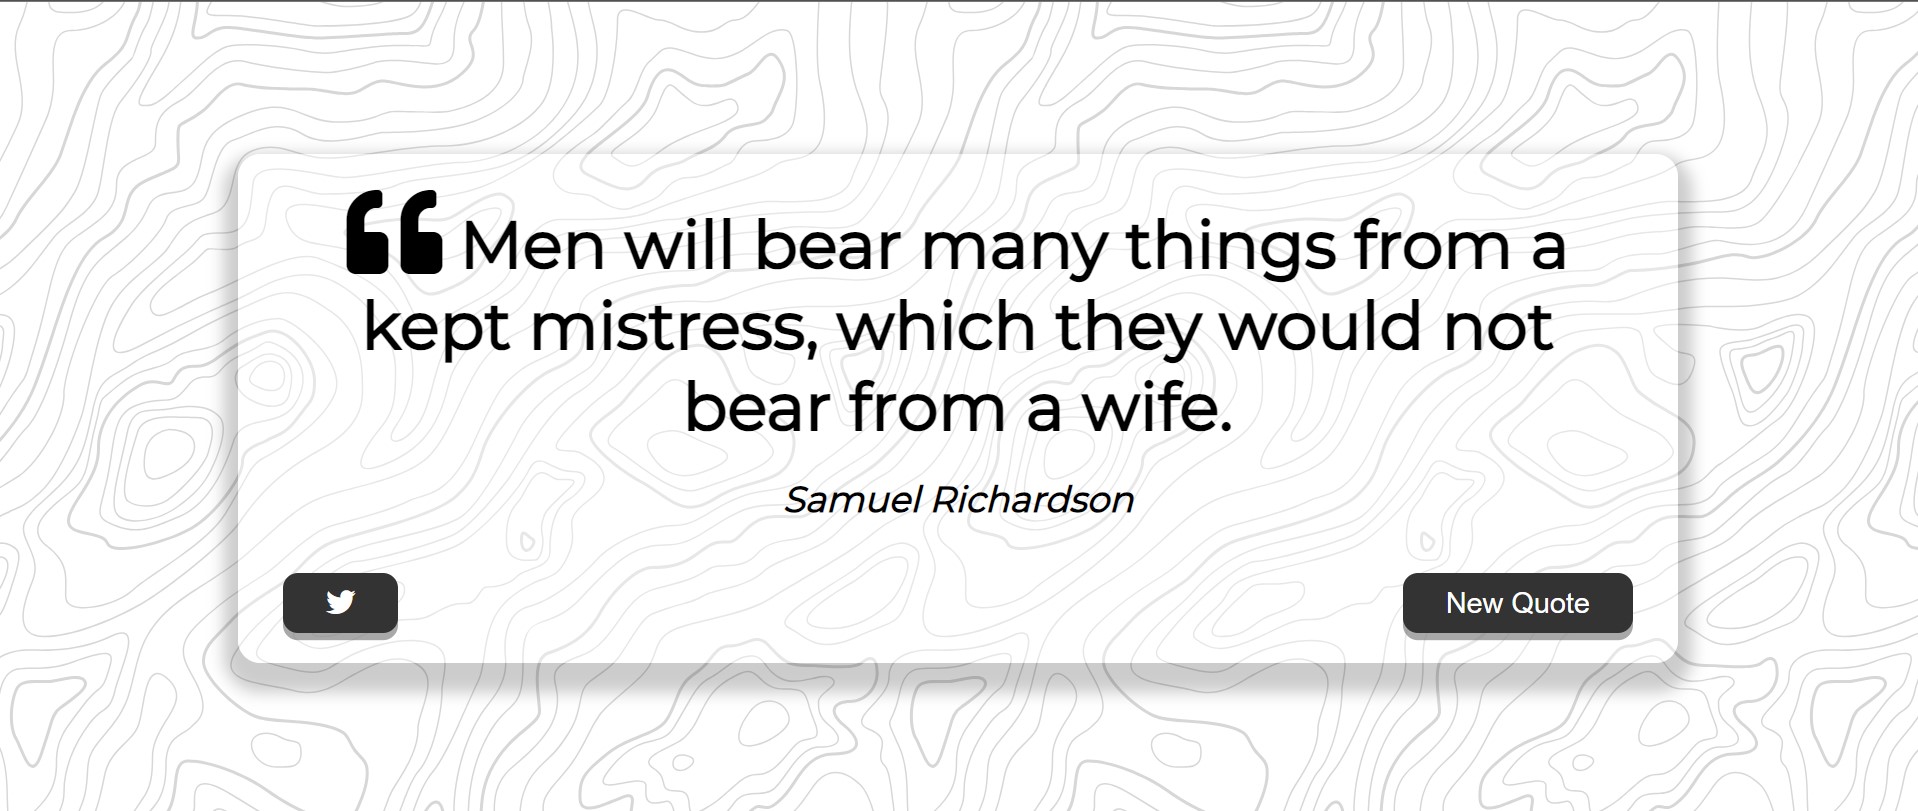 “ Men will bear many things from a
kept mistress, which they would not
bear from a wife.
Samuel Richardson
New Quote